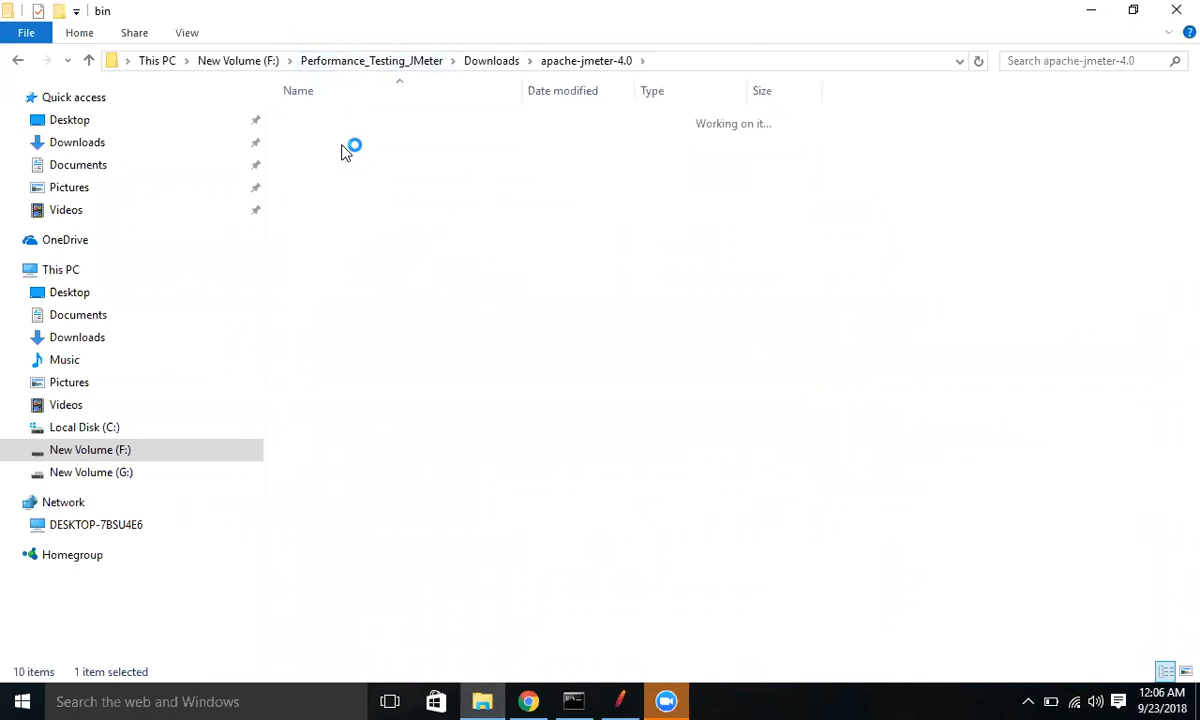 bin
File Home Share View
This PC New Volume (F:) Performance_Testing_JMeter Downloads apache-jmeter-4.0 Search apache-jmeter-4.0
Name Date modified Type Size
Working on it...
Quick access
Desktop
Downloads
Documents
Pictures
Videos
OneDrive
This PC
Desktop
Documents
Downloads
Music
Pictures
Videos
Local Disk (C:)
New Volume (F:)
New Volume (G:)
Network
DESKTOP-7BSU4E6
Homegroup
10 items 1 item selected
Search the web and Windows
12:06 AM
9/23/2018